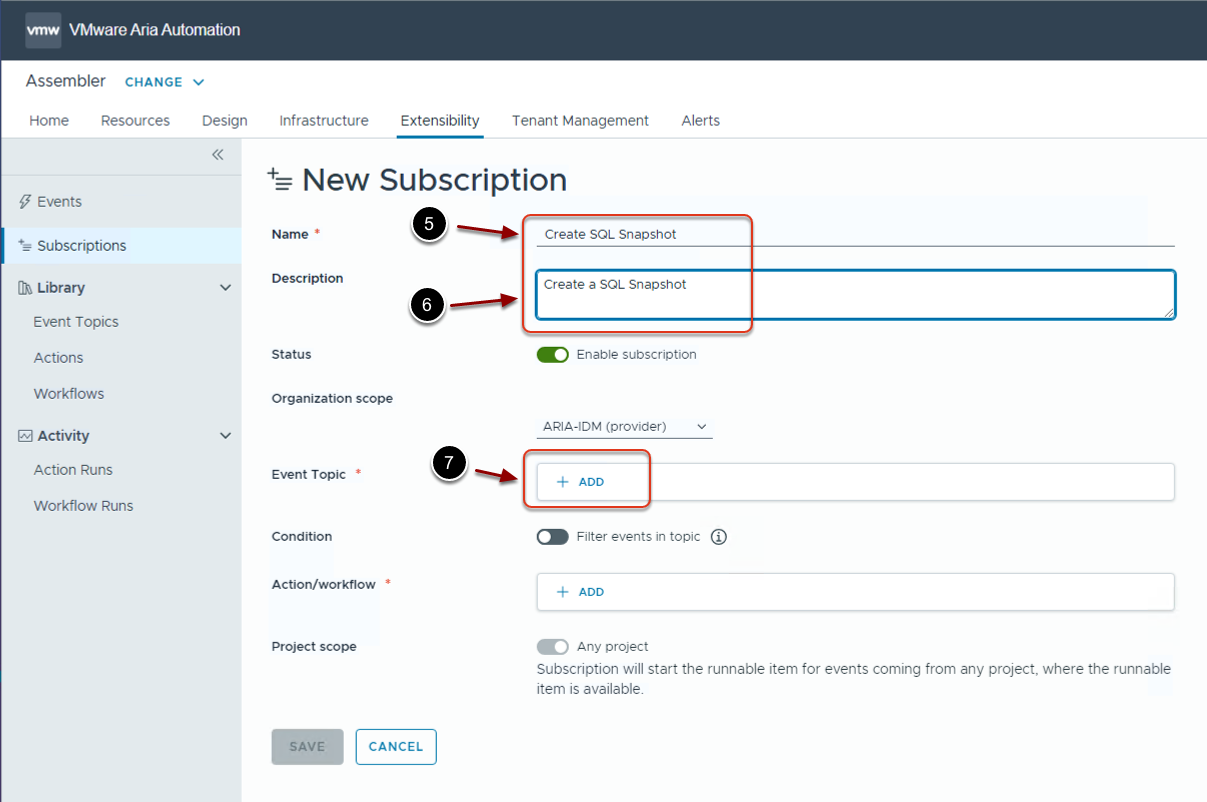 vmw VMware Aria Automation
Assembler CHANGE
Home Resources Design Infrastructure Extensibility Tenant Management Alerts
Events
Subscriptions
Library
Event Topics
Actions
Workflows
Activity
Action Runs
Workflow Runs
New Subscription
Name * 5 Create SQL Snapshot
Description 6 Create a SQL Snapshot
Status Enable subscription
Organization scope
ARIA-IDM (provider)
Event Topic * 7 + ADD
Condition Filter events in topic
Action/workflow * + ADD
Project scope Any project
Subscription will start the runnable item for events coming from any project, where the runnable
item is available.
SAVE CANCEL